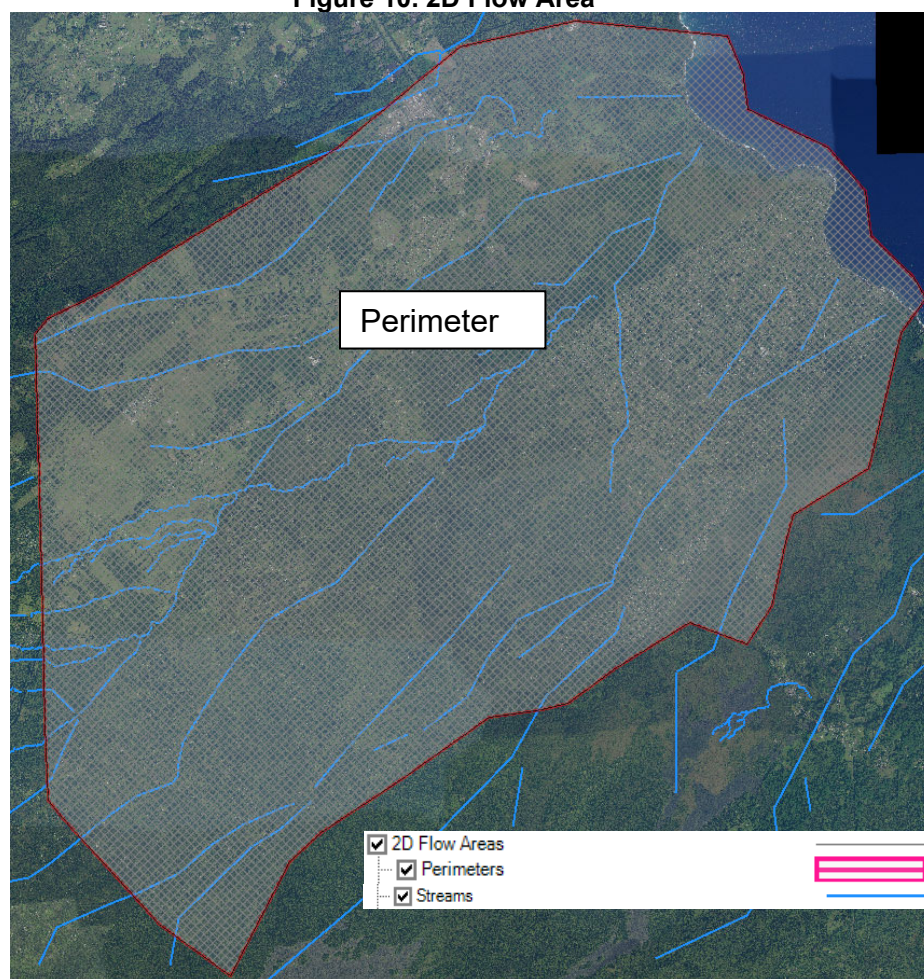 Figure 10. 2D Flow Area
Perimeter
2D Flow Areas
Perimeters
Streams